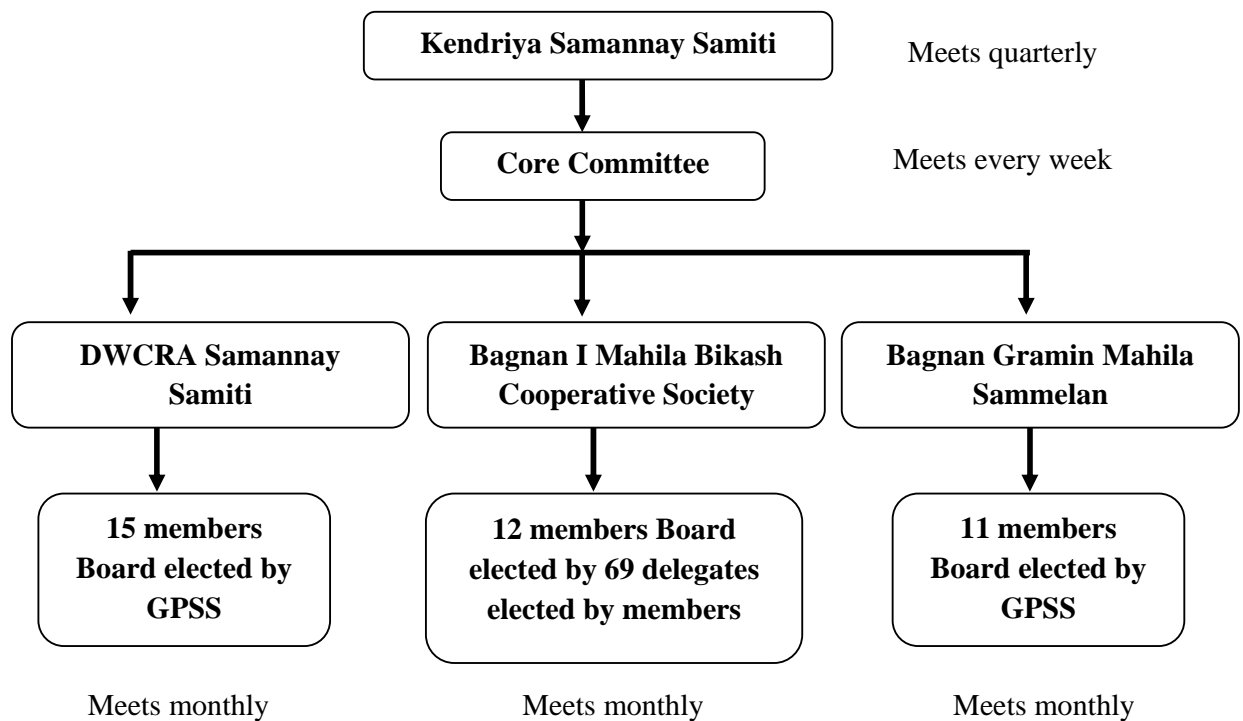 Kendriya Samannay Samiti
Meets quarterly
Core Committee
Meets every week
DWCRA Samannay
Samiti
Bagnan I Mahila Bikash
Cooperative Society
Bagnan Gramin Mahila
Sammelan
15 members
Board elected by
GPSS
12 members Board
elected by 69 delegates
elected by members
11 members
Board elected by
GPSS
Meets monthly
Meets monthly
Meets monthly